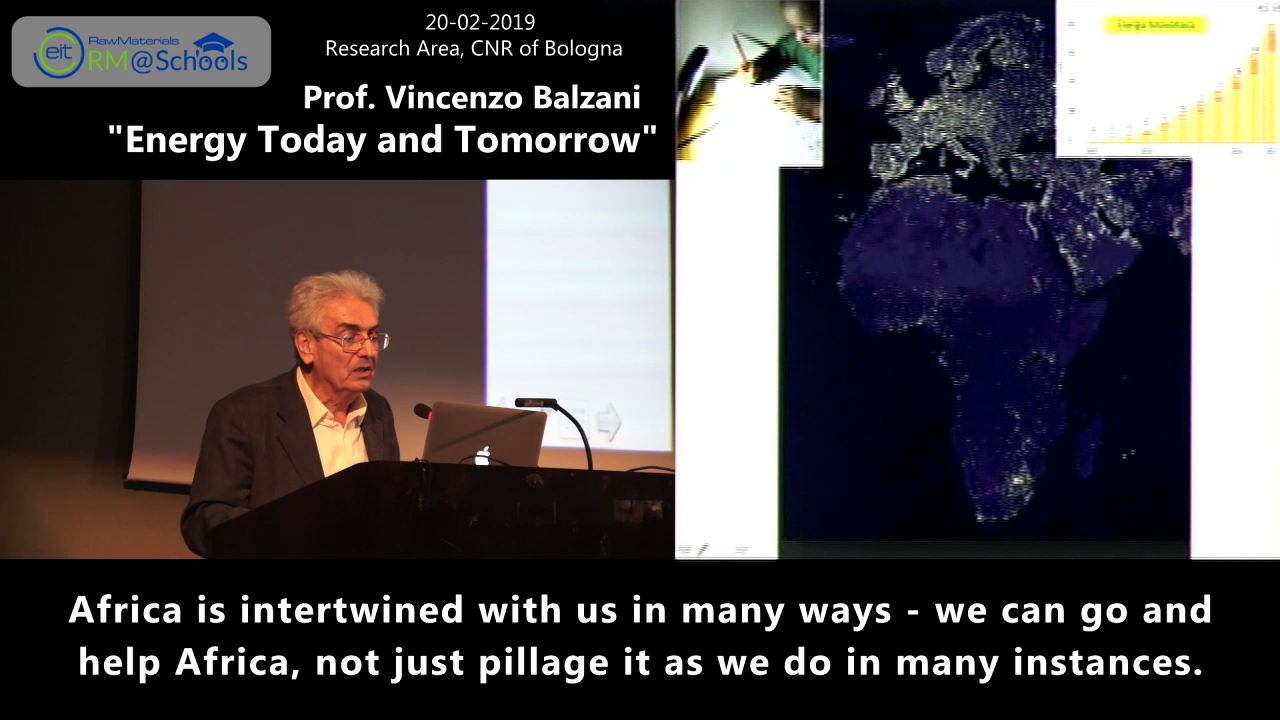 eit
RawMaterials
RM@Schools
20-02-2019
Research Area, CNR of Bologna
Prof. Vincenzo Balzani
"Energy Today and Tomorrow"
Africa is intertwined with us in many ways - we can go and
help Africa, not just pillage it as we do in many instances.